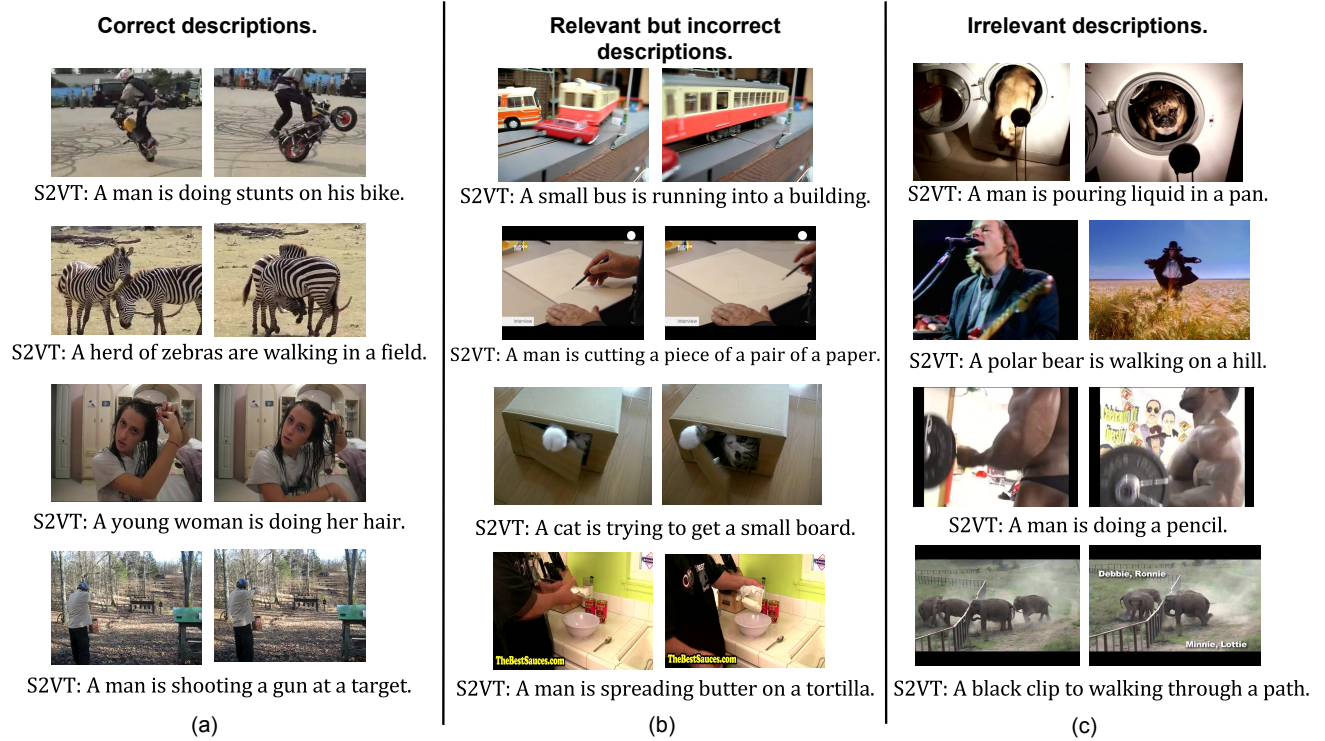 Correct descriptions.
S2VT: A man is doing stunts on his bike.
S2VT: A herd of zebras are walking in a field.
S2VT: A young woman is doing her hair.
S2VT: A man is shooting a gun at a target.
(a)
Relevant but incorrect
descriptions.
S2VT: A small bus is running into a building.
interview
interview
S2VT: A man is cutting a piece of a pair of a paper.
S2VT: A cat is trying to get a small board.
TheBestSauces.com
TheBestSauces.com
S2VT: A man is spreading butter on a tortilla.
(b)
Irrelevant descriptions.
S2VT: A man is pouring liquid in a pan.
S2VT: A polar bear is walking on a hill.
S2VT: A man is doing a pencil.
Debbie, Ronnie
Minnie, Lottie
S2VT: A black clip to walking through a path.
(c)